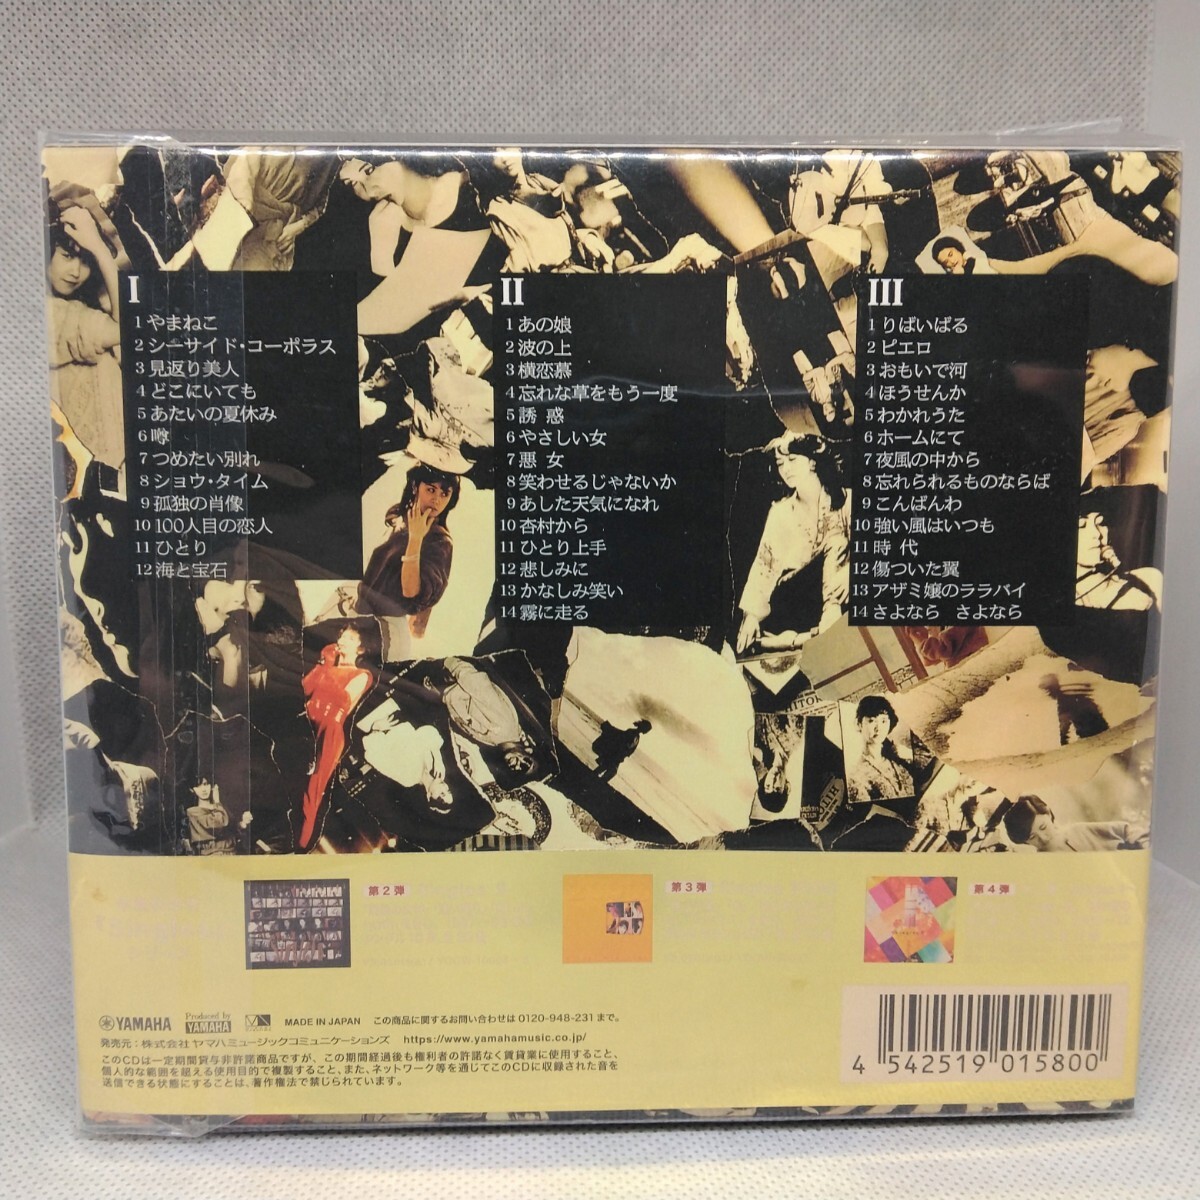 I
1 やまねこ
2 シーサイド・コーポラス
3 見返り美人
4 どこにいても
5 あたいの夏休み
6 噂
7 つめたい別れ
8 ショウ・タイム
9 孤独の肖像
10 100人目の恋人
11 ひとり
12 海と宝石
II
1 あの娘
2 波の上
3 横恋慕
4 忘れな草をもう一度
5 誘 惑
6 やさしい女
7 悪 女
8 笑わせるじゃないか
9 あした天気になれ
10 杏村から
11 ひとり上手
12 悲しみに
13 かなしみ笑い
14 霧に走る
III
1 りばいばる
2 ピエロ
3 おもいで河
4 ほうせんか
5 わかれうた
6 ホームにて
7 夜風の中から
8 忘れられるものならば
9 こんばんわ
10 強い風はいつも
11 時 代
12 傷ついた翼
13 アザミ嬢のララバイ
14 さよなら さよなら
第2弾
第3弾
第4弾
YAMAHA Produced by YAMAHA MADE IN JAPAN この商品に関するお問い合わせは 0120-948-231まで。
発売元:株式会社 ヤマハミュージックコミュニケーションズ https://www.yamahamusic.co.jp/
このCDは一定期間貸与非許諾商品ですが、この期間経過後も権利者の許諾なく賃貸業に使用すること、
個人的な範囲を超える使用目的で複製すること、また、ネットワーク等を通じてこのCDに収録された音を
送信できる状態にすることは、著作権法で禁じられています。
4 542519 015800